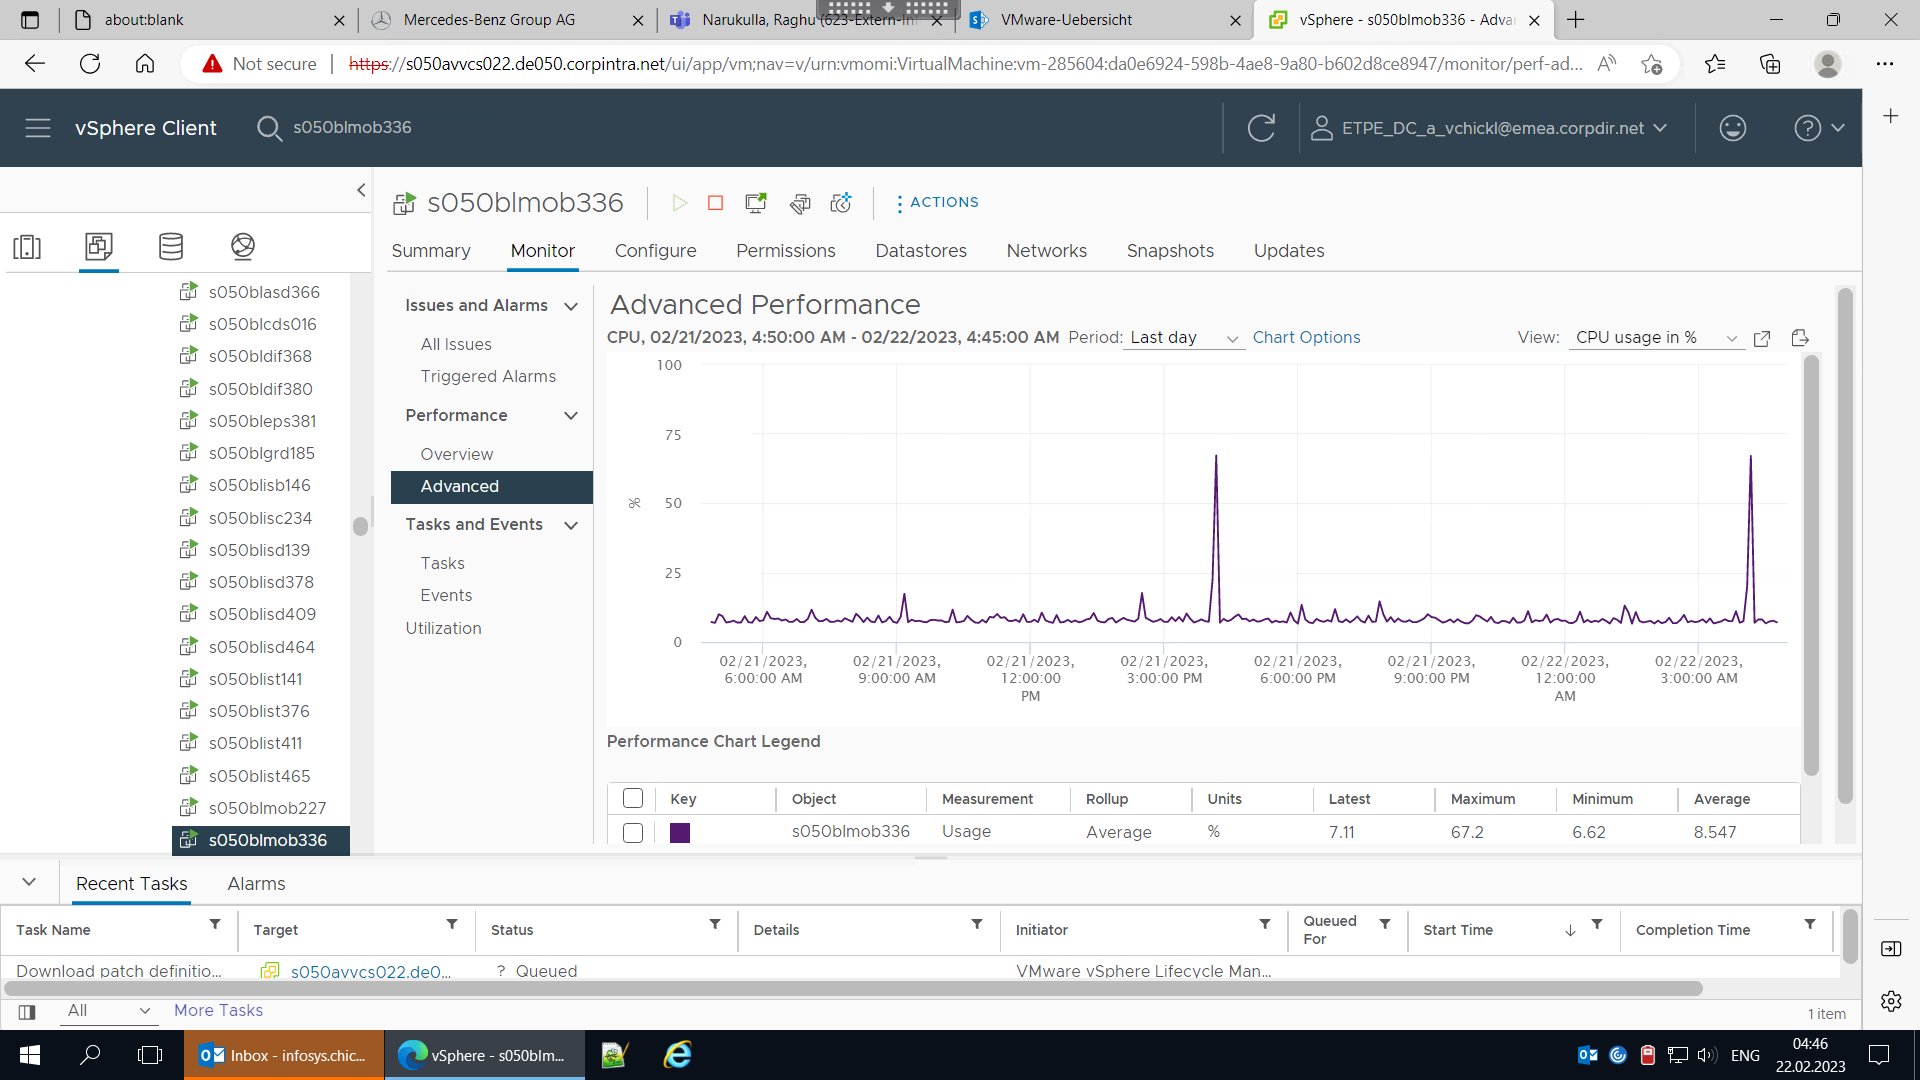 about:blank
Mercedes-Benz Group AG
Narukulla, Raghu (623-Extern-Inf
VMware-Uebersicht
vSphere - s050blmob336 - Adva
Not secure
https://s050avvcs022.de050.corpintra.net/ui/app/vm;nav=v/urn:vmomi:VirtualMachine:vm-285604:da0e6924-598b-4ae8-9a80-b602d8ce8947/monitor/perf-ad...
vSphere Client
s050blmob336
ETPE_DC_a_vchickl@emea.corpdir.net
s050blmob336
ACTIONS
Summary
Monitor
Configure
Permissions
Datastores
Networks
Snapshots
Updates
s050blasd366
s050blcds016
s050bldif368
s050bldif380
s050bleps381
s050blgrd185
s050blisb146
s050blisc234
s050blisd139
s050blisd378
s050blisd409
s050blisd464
s050blist141
s050blist376
s050blist411
s050blist465
s050blmob227
s050blmob336
Issues and Alarms
All Issues
Triggered Alarms
Performance
Overview
Advanced
Tasks and Events
Tasks
Events
Utilization
Advanced Performance
CPU, 02/21/2023, 4:50:00 AM - 02/22/2023, 4:45:00 AM
Period: Last day
Chart Options
View: CPU usage in %
100
75
50
25
0
%
02/21/2023, 6:00:00 AM
02/21/2023, 9:00:00 AM
02/21/2023, 12:00:00 PM
02/21/2023, 3:00:00 PM
02/21/2023, 6:00:00 PM
02/21/2023, 9:00:00 PM
02/22/2023, 12:00:00 AM
02/22/2023, 3:00:00 AM
Performance Chart Legend
Key Object Measurement Rollup Units Latest Maximum Minimum Average
s050blmob336 Usage Average % 7.11 67.2 6.62 8.547
Recent Tasks
Alarms
Task Name Target Status Details Initiator Queued For Start Time Completion Time
Download patch definitio... s050avvcs022.de0... ? Queued VMware vSphere Lifecycle Man...
All
More Tasks
1 item
Inbox - infosys.chic...
vSphere - s050blm...
ENG
04:46
22.02.2023